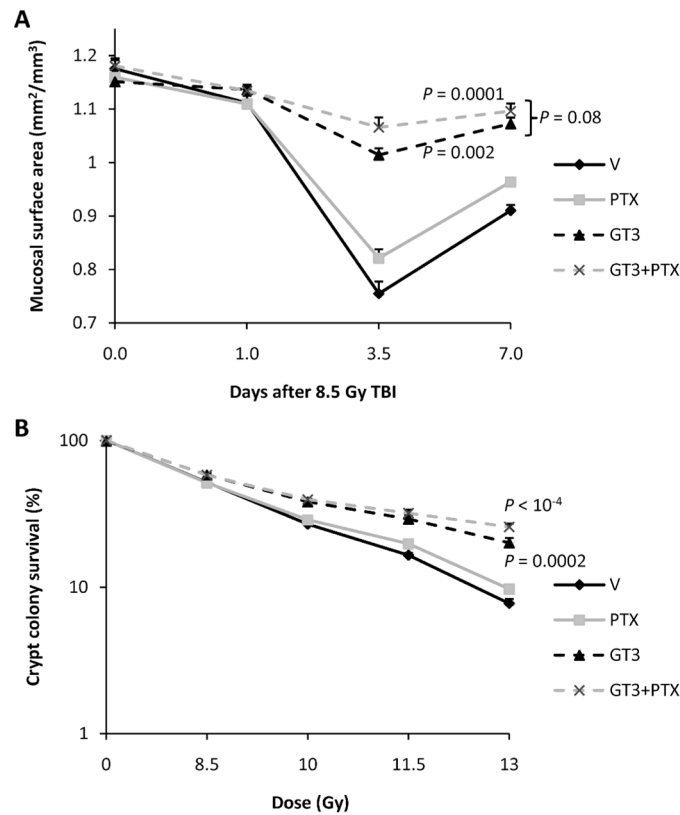 A
Mucosal surface area (mm²/mm³)
1.2
1.1
1
0.9
0.8
0.7
P = 0.0001
P = 0.08
P = 0.002
V
PTX
GT3
GT3+PTX
0.0 1.0 3.5 7.0
Days after 8.5 Gy TBI
B
Crypt colony survival (%)
100
10
1
P < 10⁻⁴
P = 0.0002
V
PTX
GT3
GT3+PTX
0 8.5 10 11.5 13
Dose (Gy)